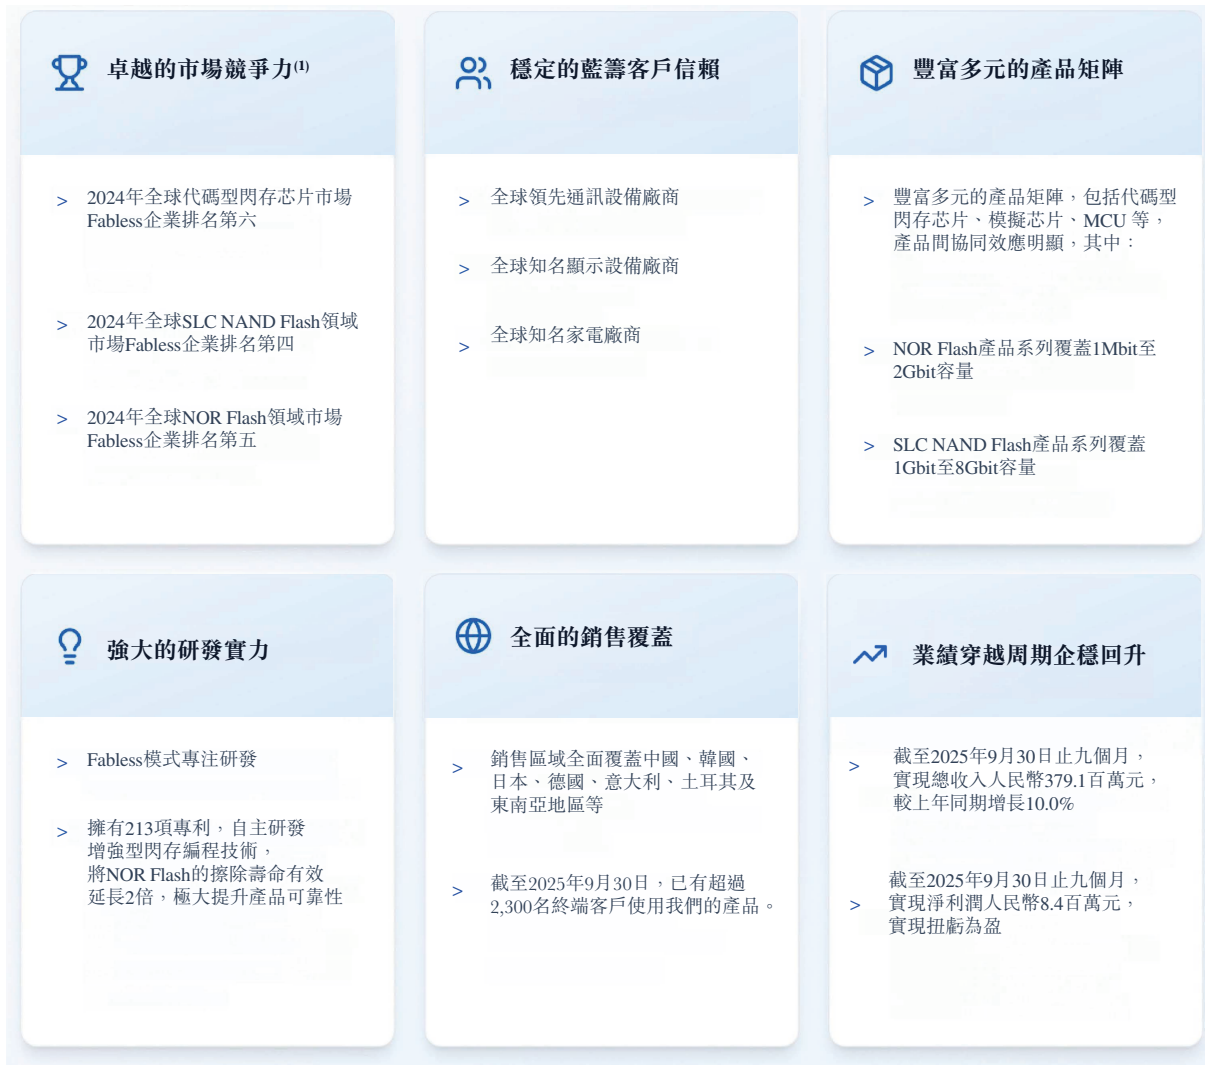 卓越的市場競爭力(1)
> 2024年全球代碼型閃存芯片市場
Fabless企業排名第六
> 2024年全球SLC NAND Flash領域
市場Fabless企業排名第四
> 2024年全球NOR Flash領域市場
Fabless企業排名第五
穩定的藍籌客戶信賴
> 全球領先通訊設備廠商
> 全球知名顯示設備廠商
> 全球知名家電廠商
豐富多元的產品矩陣
> 豐富多元的產品矩陣，包括代碼型
閃存芯片、模擬芯片、MCU 等，
產品間協同效應明顯，其中：
> NOR Flash產品系列覆蓋1Mbit至
2Gbit容量
> SLC NAND Flash產品系列覆蓋
1Gbit至8Gbit容量
強大的研發實力
> Fabless模式專注研發
> 擁有213項專利，自主研發
增強型閃存編程技術，
將NOR Flash的擦除壽命有效
延長2倍，極大提升產品可靠性
全面的銷售覆蓋
> 銷售區域全面覆蓋中國、韓國、
日本、德國、意大利、土耳其及
東南亞地區等
> 截至2025年9月30日，已有超過
2,300名終端客戶使用我們的產品。
業績穿越周期企穩回升
> 截至2025年9月30日止九個月，
實現總收入人民幣379.1百萬元，
較上年同期增長10.0%
> 截至2025年9月30日止九個月，
實現淨利潤人民幣8.4百萬元，
實現扭虧為盈